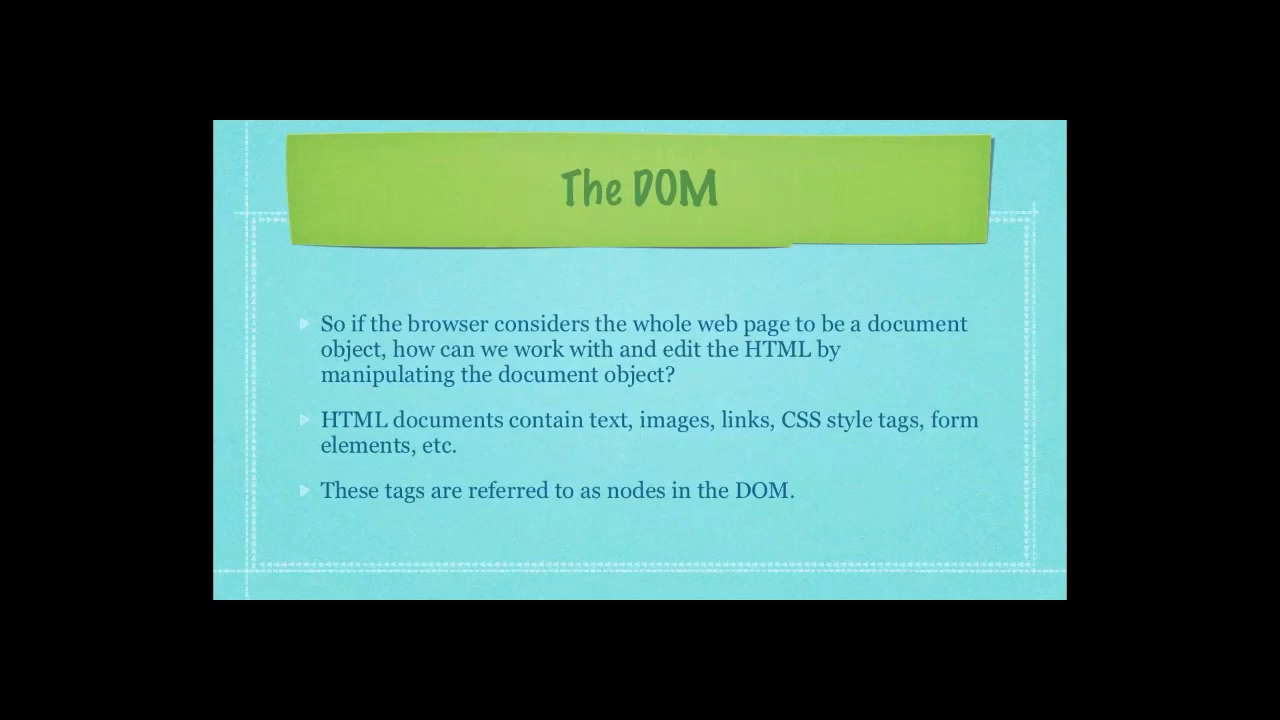 The DOM
So if the browser considers the whole web page to be a document
object, how can we work with and edit the HTML by
manipulating the document object?
HTML documents contain text, images, links, CSS style tags, form
elements, etc.
These tags are referred to as nodes in the DOM.